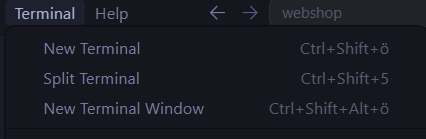 Terminal Help webshop
New Terminal Ctrl+Shift+ö
Split Terminal Ctrl+Shift+5
New Terminal Window Ctrl+Shift+Alt+ö